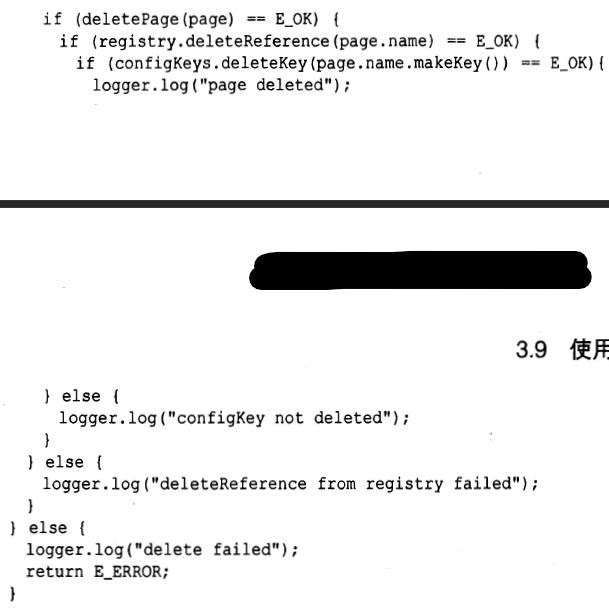 if (deletePage(page) == E_OK) {
if (registry.deleteReference(page.name) == E_OK) {
if (configKeys.deleteKey(page.name.makeKey()) == E_OK){
logger.log("page deleted");
3.9 使用
} else {
logger.log("configKey not deleted");
}
} else {
logger.log("deleteReference from registry failed");
}
} else {
logger.log("delete failed");
return E_ERROR;
}